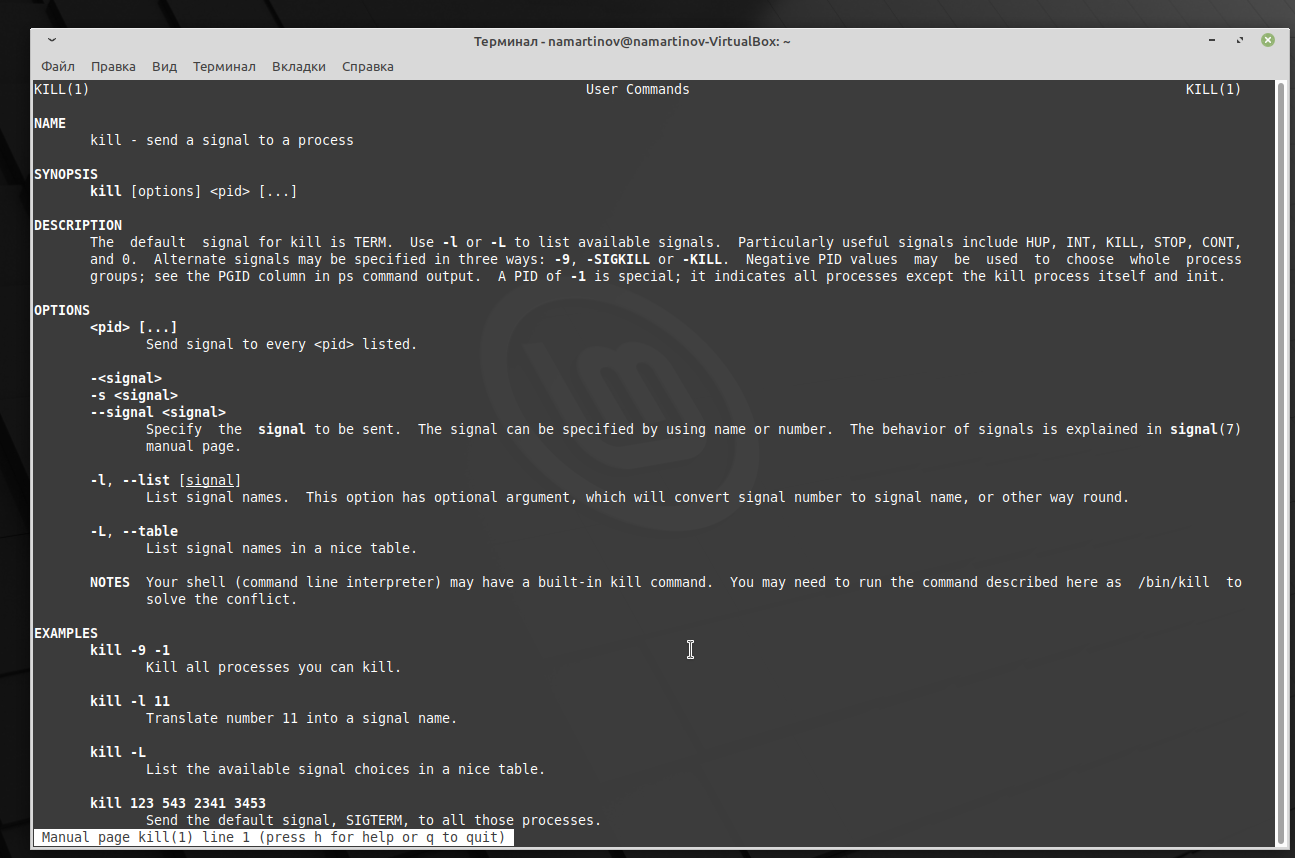 Терминал - namartinov@namartinov-VirtualBox: ~
Файл Правка Вид Терминал Вкладки Справка
KILL(1) User Commands KILL(1)
NAME
kill - send a signal to a process
SYNOPSIS
kill [options] <pid> [...]
DESCRIPTION
The default signal for kill is TERM. Use -l or -L to list available signals. Particularly useful signals include HUP, INT, KILL, STOP, CONT,
and 0. Alternate signals may be specified in three ways: -9, -SIGKILL or -KILL. Negative PID values may be used to choose whole process
groups; see the PGID column in ps command output. A PID of -1 is special; it indicates all processes except the kill process itself and init.
OPTIONS
<pid> [...]
Send signal to every <pid> listed.
-<signal>
-s <signal>
--signal <signal>
Specify the signal to be sent. The signal can be specified by using name or number. The behavior of signals is explained in signal(7)
manual page.
-l, --list [signal]
List signal names. This option has optional argument, which will convert signal number to signal name, or other way round.
-L, --table
List signal names in a nice table.
NOTES Your shell (command line interpreter) may have a built-in kill command. You may need to run the command described here as /bin/kill to
solve the conflict.
EXAMPLES
kill -9 -1
Kill all processes you can kill.
kill -l 11
Translate number 11 into a signal name.
kill -L
List the available signal choices in a nice table.
kill 123 543 2341 3453
Send the default signal, SIGTERM, to all those processes.
Manual page kill(1) line 1 (press h for help or q to quit)